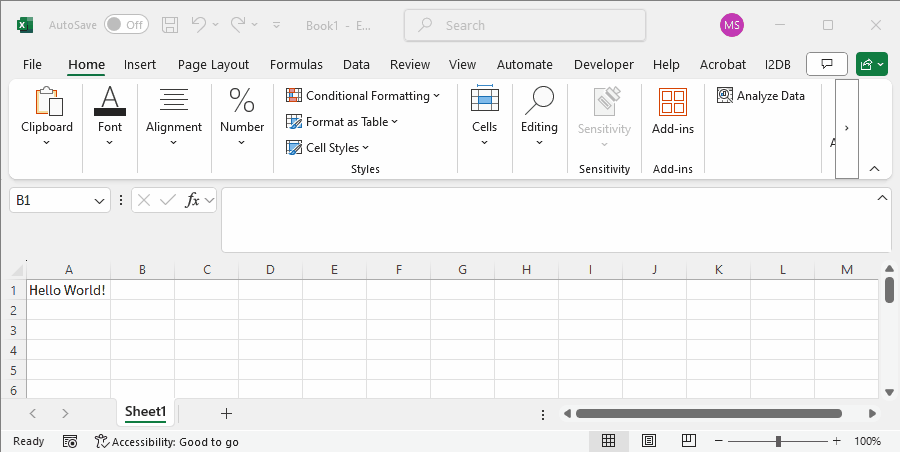 AutoSave Off Book1 - E... Search MS
File Home Insert Page Layout Formulas Data Review View Automate Developer Help Acrobat I2DB
Clipboard Font Alignment Number Conditional Formatting Format as Table Cell Styles Styles Cells Editing Sensitivity Sensitivity Add-ins Add-ins Analyze Data
B1 fx
A B C D E F G H I J K L M
1 Hello World!
2
3
4
5
6
Sheet1
Ready Accessibility: Good to go 100%